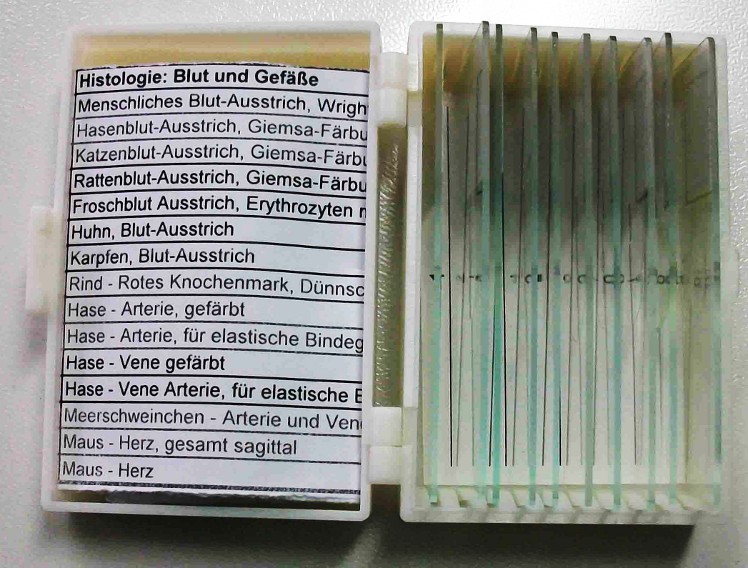 Histologie: Blut und Gefäße
Menschliches Blut-Ausstrich, Wrigh
Hasenblut-Ausstrich, Giemsa-Färbu
Katzenblut-Ausstrich, Giemsa-Färbu
Rattenblut-Ausstrich, Giemsa-Färbu
Froschblut Ausstrich, Erythrozyten
Huhn, Blut-Ausstrich
Karpfen, Blut-Ausstrich
Rind - Rotes Knochenmark, Dünnsc
Hase - Arterie, gefärbt
Hase - Arterie, für elastische Bindeg
Hase - Vene gefärbt
Hase - Vene Arterie, für elastische
Meerschweinchen - Arterie und Ven
Maus - Herz, gesamt sagittal
Maus - Herz